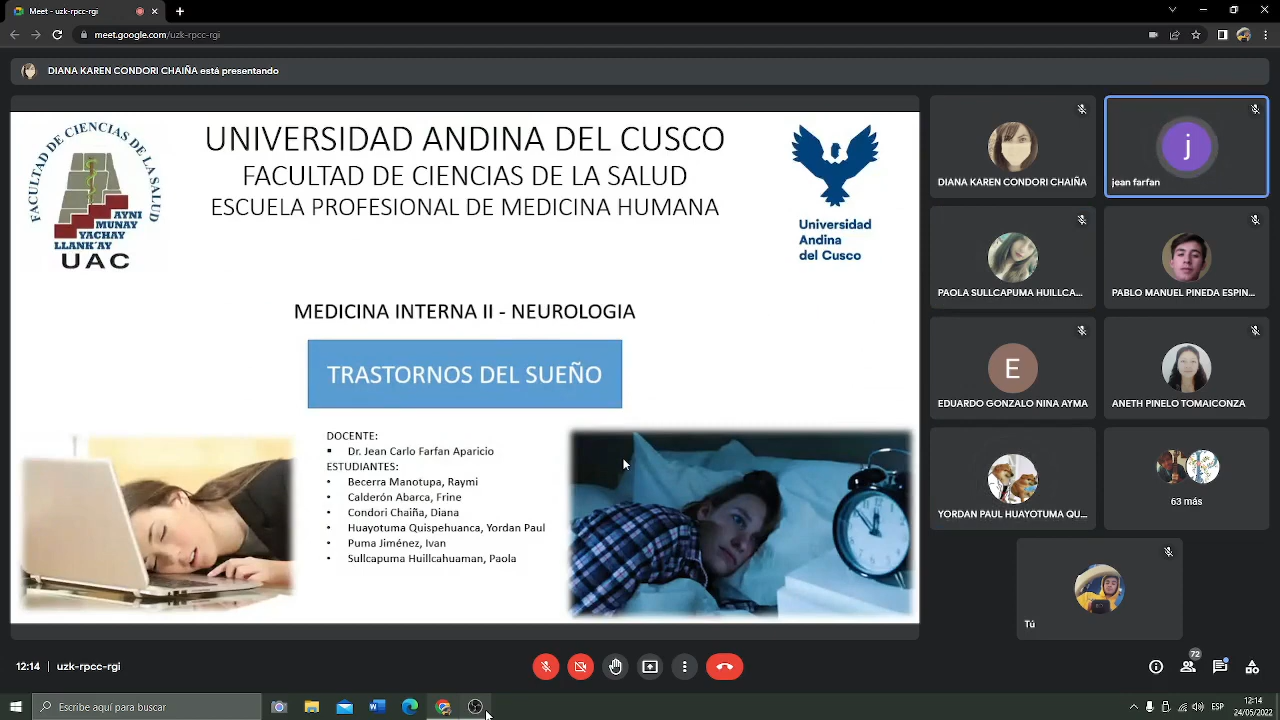 Meet - uzk-rpcc-rgi
meet.google.com/uzk-rpcc-rgi
DIANA KAREN CONDORI CHAIÑA está presentando
FACULTAD DE CIENCIAS DE LA SALUD
AYNI
MUNAY
YACHAY
LLANK´AY
UAC
UNIVERSIDAD ANDINA DEL CUSCO
FACULTAD DE CIENCIAS DE LA SALUD
ESCUELA PROFESIONAL DE MEDICINA HUMANA
Universidad
Andina
del Cusco
MEDICINA INTERNA II - NEUROLOGIA
TRASTORNOS DEL SUEÑO
DOCENTE:
▪ Dr. Jean Carlo Farfan Aparicio
ESTUDIANTES:
• Becerra Manotupa, Raymi
• Calderón Abarca, Frine
• Condori Chaiña, Diana
• Huayotuma Quispehuanca, Yordan Paul
• Puma Jiménez, Ivan
• Sullcapuma Huillcahuaman, Paola
DIANA KAREN CONDORI CHAIÑA
j
jean farfan
PAOLA SULLCAPUMA HUILLCA...
PABLO MANUEL PINEDA ESPIN...
E
EDUARDO GONZALO NINA AYMA
ANETH PINELO TOMAICONZA
YORDAN PAUL HUAYOTUMA QU...
63 más
Tú
12:14 | uzk-rpcc-rgi
72
Escribe aquí para buscar
ESP
12:14
24/05/2022